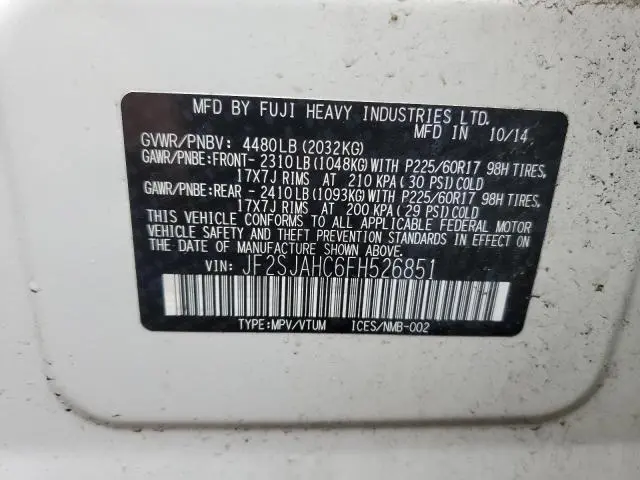 MFD BY FUJI HEAVY INDUSTRIES LTD.
MFD IN 10/14
GVWR/PNBV: 4480LB (2032KG)
GAWR/PNBE:FRONT- 2310LB(1048KG) WITH P225/60R17 98H TIRES,
17X7J RIMS AT 210 KPA( 30 PSI)COLD
GAWR/PNBE:REAR - 2410LB(1093KG)WITH P225/60R17 98H TIRES,
17X7J RIMS AT 200 KPA( 29 PSI)COLD
THIS VEHICLE CONFORMS TO ALL APPLICABLE FEDERAL MOTOR
VEHICLE SAFETY AND THEFT PREVENTION STANDARDS IN EFFECT ON
THE DATE OF MANUFACTURE SHOWN ABOVE.
VIN: JF2SJAHC6FH526851
TYPE:MPV/VTUM ICES/NMB-002